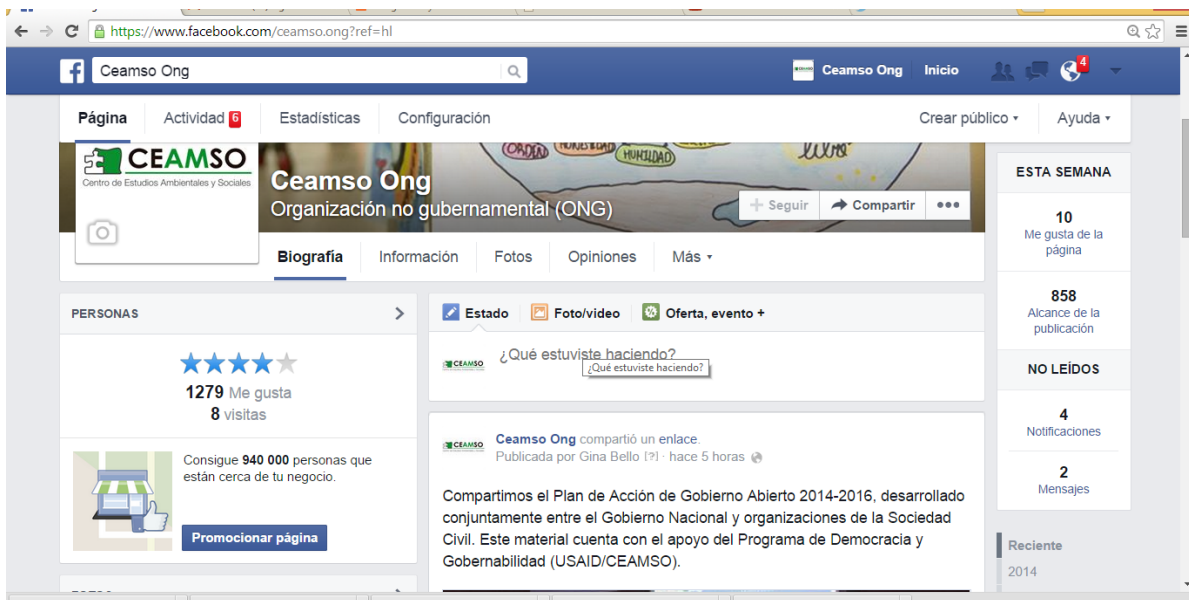 https://www.facebook.com/ceamso.ong?ref=hl
Ceamso Ong
Ceamso Ong Inicio 4
Página Actividad 6 Estadísticas Configuración Crear público Ayuda
CEAMSO
Centro de Estudios Ambientales y Sociales
ORDEN
HUMILDAD
Ceamso Ong
Organización no gubernamental (ONG)
Seguir Compartir
Biografía Información Fotos Opiniones Más
ESTA SEMANA
10
Me gusta de la
página
858
Alcance de la
publicación
NO LEÍDOS
4
Notificaciones
2
Mensajes
Reciente
2014
PERSONAS
1279 Me gusta
8 visitas
Consigue 940 000 personas que
están cerca de tu negocio.
Promocionar página
Estado Foto/video Oferta, evento +
CEAMSO
¿Qué estuviste haciendo?
¿Qué estuviste haciendo?
CEAMSO
Ceamso Ong compartió un enlace.
Publicada por Gina Bello [?] · hace 5 horas
Compartimos el Plan de Acción de Gobierno Abierto 2014-2016, desarrollado
conjuntamente entre el Gobierno Nacional y organizaciones de la Sociedad
Civil. Este material cuenta con el apoyo del Programa de Democracia y
Gobernabilidad (USAID/CEAMSO).